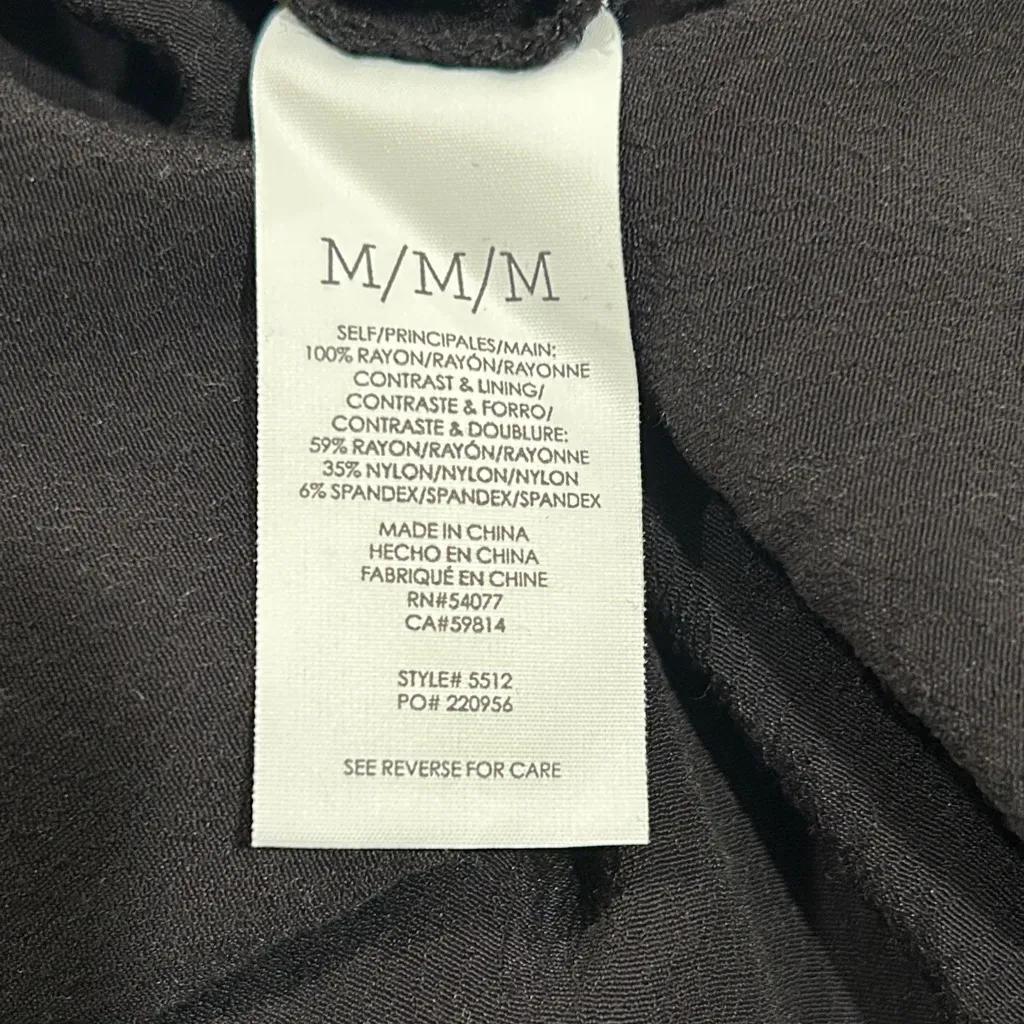 M/M/M
SELF/PRINCIPALES/MAIN:
100% RAYON/RAYÓN/RAYONNE
CONTRAST & LINING/
CONTRASTE & FORRO/
CONTRASTE & DOUBLURE:
59% RAYON/RAYÓN/RAYONNE
35% NYLON/NYLON/NYLON
6% SPANDEX/SPANDEX/SPANDEX
MADE IN CHINA
HECHO EN CHINA
FABRIQUÉ EN CHINE
RN#54077
CA#59814
STYLE# 5512
PO# 220956
SEE REVERSE FOR CARE